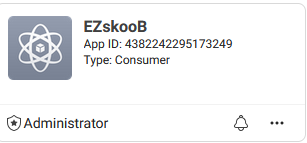 EZskooB
App ID: 4382242295173249
Type: Consumer
Administrator